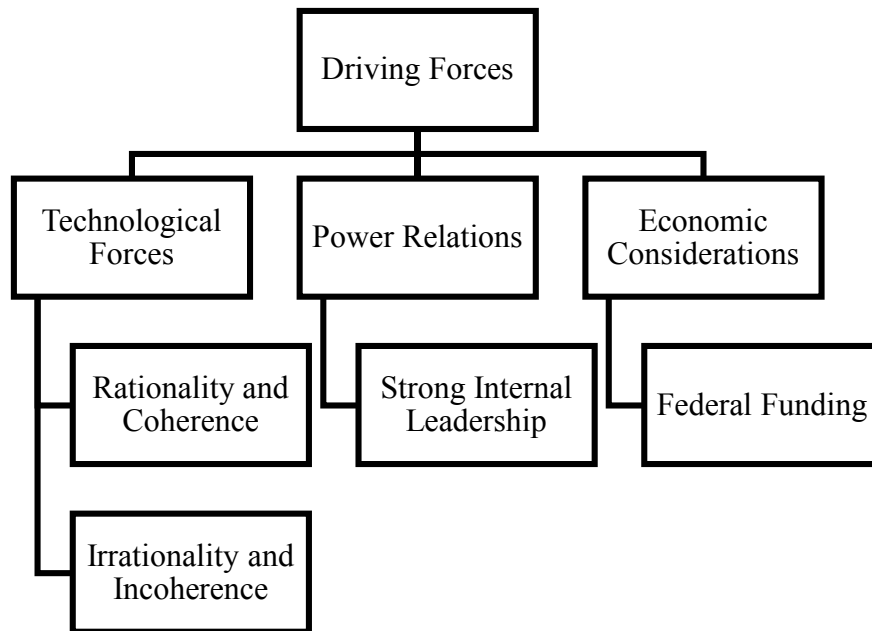 Driving Forces
Technological
Forces
Power Relations
Economic
Considerations
Rationality and
Coherence
Strong Internal
Leadership
Federal Funding
Irrationality and
Incoherence